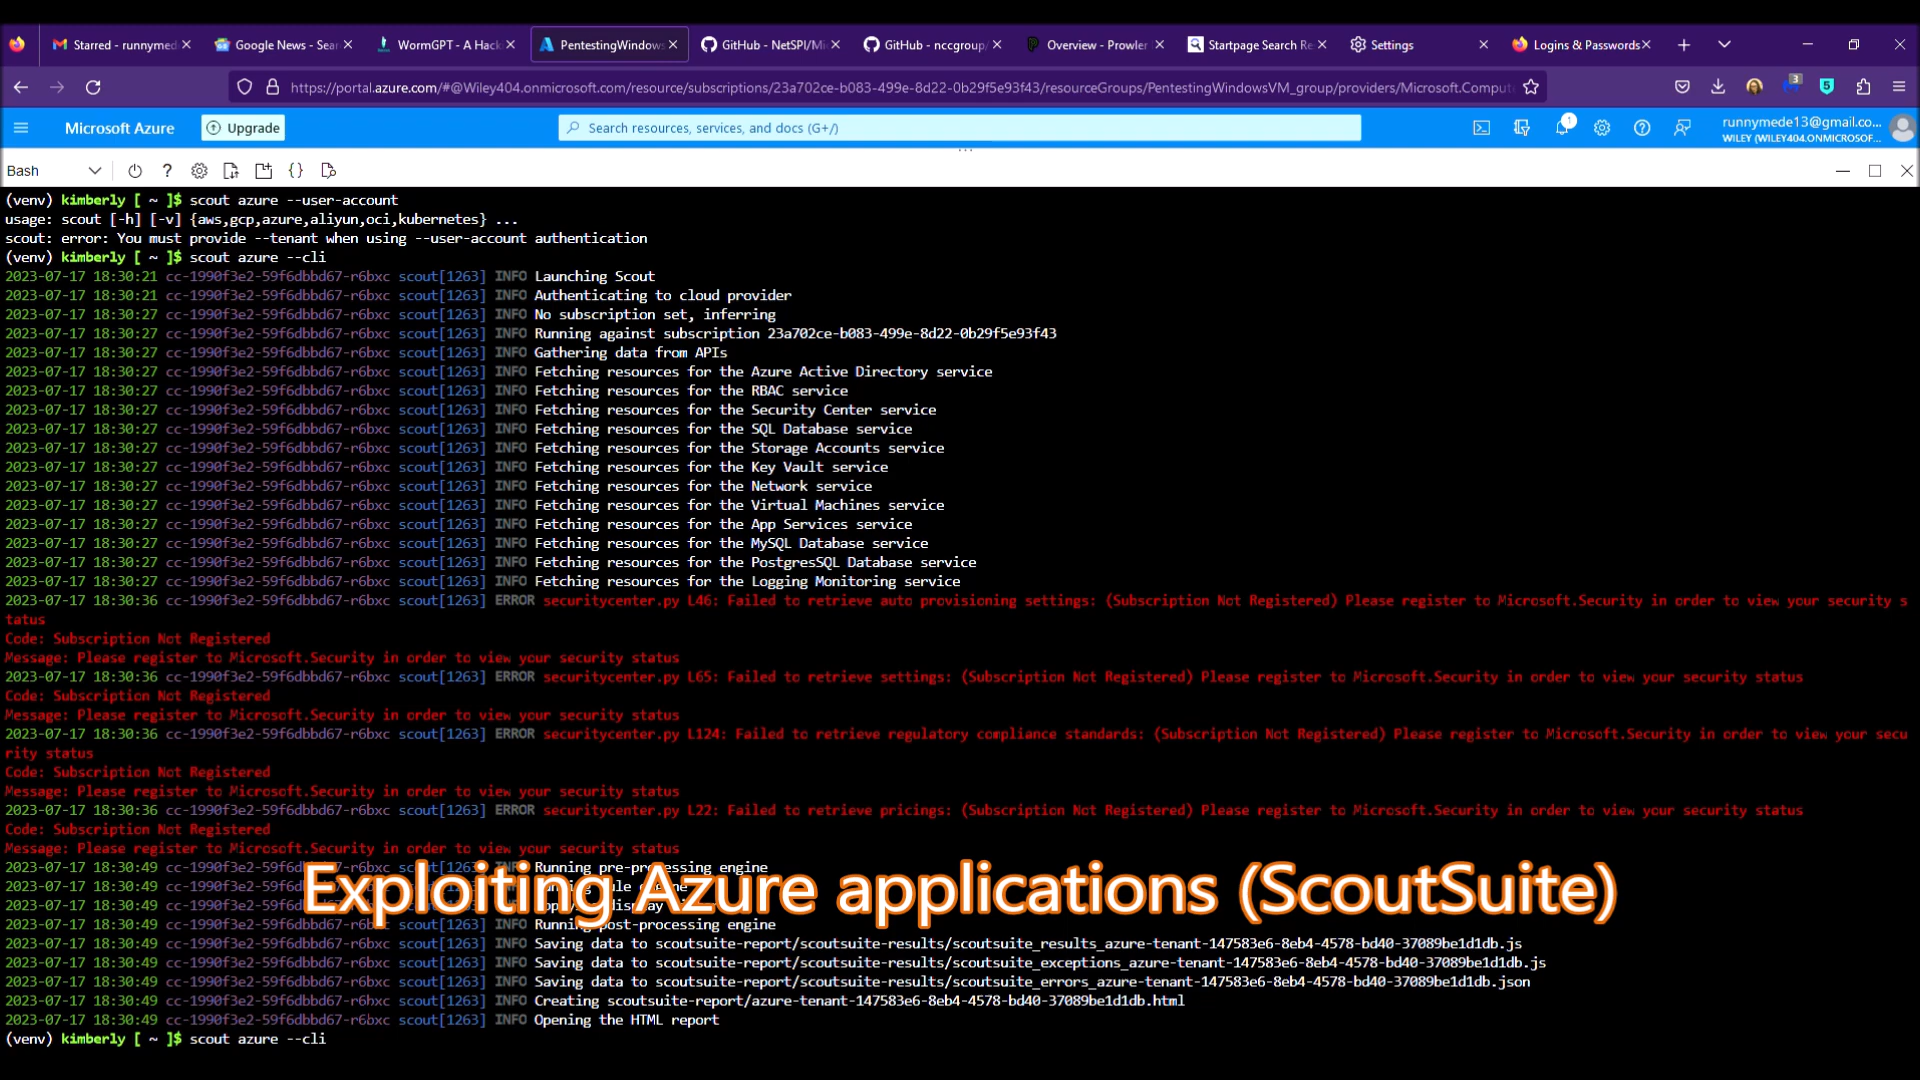 Starred - runnymed
Google News - Sea
WormGPT - A Hack
PentestingWindows
GitHub - NetSPI/Mi
GitHub - nccgroup/
Overview - Prowler
Startpage Search Re
Settings
Logins & Passwords
https://portal.azure.com/#@Wiley404.onmicrosoft.com/resource/subscriptions/23a702ce-b083-499e-8d22-0b29f5e93f43/resourceGroups/PentestingWindowsVM_group/providers/Microsoft.Comput
3
5
Microsoft Azure
Upgrade
Search resources, services, and docs (G+/)
1
runnymede13@gmail.co...
WILEY (WILEY404.ONMICROSOF...
Bash
(venv) kimberly [ ~ ]$ scout azure --user-account
usage: scout [-h] [-v] {aws,gcp,azure,aliyun,oci,kubernetes} ...
scout: error: You must provide --tenant when using --user-account authentication
(venv) kimberly [ ~ ]$ scout azure --cli
2023-07-17 18:30:21 cc-1990f3e2-59f6dbbd67-r6bxc scout[1263] INFO Launching Scout
2023-07-17 18:30:21 cc-1990f3e2-59f6dbbd67-r6bxc scout[1263] INFO Authenticating to cloud provider
2023-07-17 18:30:27 cc-1990f3e2-59f6dbbd67-r6bxc scout[1263] INFO No subscription set, inferring
2023-07-17 18:30:27 cc-1990f3e2-59f6dbbd67-r6bxc scout[1263] INFO Running against subscription 23a702ce-b083-499e-8d22-0b29f5e93f43
2023-07-17 18:30:27 cc-1990f3e2-59f6dbbd67-r6bxc scout[1263] INFO Gathering data from APIs
2023-07-17 18:30:27 cc-1990f3e2-59f6dbbd67-r6bxc scout[1263] INFO Fetching resources for the Azure Active Directory service
2023-07-17 18:30:27 cc-1990f3e2-59f6dbbd67-r6bxc scout[1263] INFO Fetching resources for the RBAC service
2023-07-17 18:30:27 cc-1990f3e2-59f6dbbd67-r6bxc scout[1263] INFO Fetching resources for the Security Center service
2023-07-17 18:30:27 cc-1990f3e2-59f6dbbd67-r6bxc scout[1263] INFO Fetching resources for the SQL Database service
2023-07-17 18:30:27 cc-1990f3e2-59f6dbbd67-r6bxc scout[1263] INFO Fetching resources for the Storage Accounts service
2023-07-17 18:30:27 cc-1990f3e2-59f6dbbd67-r6bxc scout[1263] INFO Fetching resources for the Key Vault service
2023-07-17 18:30:27 cc-1990f3e2-59f6dbbd67-r6bxc scout[1263] INFO Fetching resources for the Network service
2023-07-17 18:30:27 cc-1990f3e2-59f6dbbd67-r6bxc scout[1263] INFO Fetching resources for the Virtual Machines service
2023-07-17 18:30:27 cc-1990f3e2-59f6dbbd67-r6bxc scout[1263] INFO Fetching resources for the App Services service
2023-07-17 18:30:27 cc-1990f3e2-59f6dbbd67-r6bxc scout[1263] INFO Fetching resources for the MySQL Database service
2023-07-17 18:30:27 cc-1990f3e2-59f6dbbd67-r6bxc scout[1263] INFO Fetching resources for the PostgresSQL Database service
2023-07-17 18:30:27 cc-1990f3e2-59f6dbbd67-r6bxc scout[1263] INFO Fetching resources for the Logging Monitoring service
2023-07-17 18:30:36 cc-1990f3e2-59f6dbbd67-r6bxc scout[1263] ERROR securitycenter.py L46: Failed to retrieve auto provisioning settings: (Subscription Not Registered) Please register to Microsoft.Security in order to view your security s
tatus
Code: Subscription Not Registered
Message: Please register to Microsoft.Security in order to view your security status
2023-07-17 18:30:36 cc-1990f3e2-59f6dbbd67-r6bxc scout[1263] ERROR securitycenter.py L65: Failed to retrieve settings: (Subscription Not Registered) Please register to Microsoft.Security in order to view your security status
Code: Subscription Not Registered
Message: Please register to Microsoft.Security in order to view your security status
2023-07-17 18:30:36 cc-1990f3e2-59f6dbbd67-r6bxc scout[1263] ERROR securitycenter.py L124: Failed to retrieve regulatory compliance standards: (Subscription Not Registered) Please register to Microsoft.Security in order to view your secu
rity status
Code: Subscription Not Registered
Message: Please register to Microsoft.Security in order to view your security status
2023-07-17 18:30:36 cc-1990f3e2-59f6dbbd67-r6bxc scout[1263] ERROR securitycenter.py L22: Failed to retrieve pricings: (Subscription Not Registered) Please register to Microsoft.Security in order to view your security status
Code: Subscription Not Registered
Message: Please register to Microsoft.Security in order to view your security status
2023-07-17 18:30:49 cc-1990f3e2-59f6dbbd67-r6bxc scout[1263] INFO Running pre-processing engine
2023-07-17 18:30:49
Exploiting Azure applications (ScoutSuite)
2023-07-17 18:30:49
2023-07-17 18:30:49 cc-1990f3e2-59f6dbbd67-r6bxc scout[1263] INFO Running post-processing engine
2023-07-17 18:30:49 cc-1990f3e2-59f6dbbd67-r6bxc scout[1263] INFO Saving data to scoutsuite-report/scoutsuite-results/scoutsuite_results_azure-tenant-147583e6-8eb4-4578-bd40-37089be1d1db.js
2023-07-17 18:30:49 cc-1990f3e2-59f6dbbd67-r6bxc scout[1263] INFO Saving data to scoutsuite-report/scoutsuite-results/scoutsuite_exceptions_azure-tenant-147583e6-8eb4-4578-bd40-37089be1d1db.js
2023-07-17 18:30:49 cc-1990f3e2-59f6dbbd67-r6bxc scout[1263] INFO Saving data to scoutsuite-report/scoutsuite-results/scoutsuite_errors_azure-tenant-147583e6-8eb4-4578-bd40-37089be1d1db.json
2023-07-17 18:30:49 cc-1990f3e2-59f6dbbd67-r6bxc scout[1263] INFO Creating scoutsuite-report/azure-tenant-147583e6-8eb4-4578-bd40-37089be1d1db.html
2023-07-17 18:30:49 cc-1990f3e2-59f6dbbd67-r6bxc scout[1263] INFO Opening the HTML report
(venv) kimberly [ ~ ]$ scout azure --cli